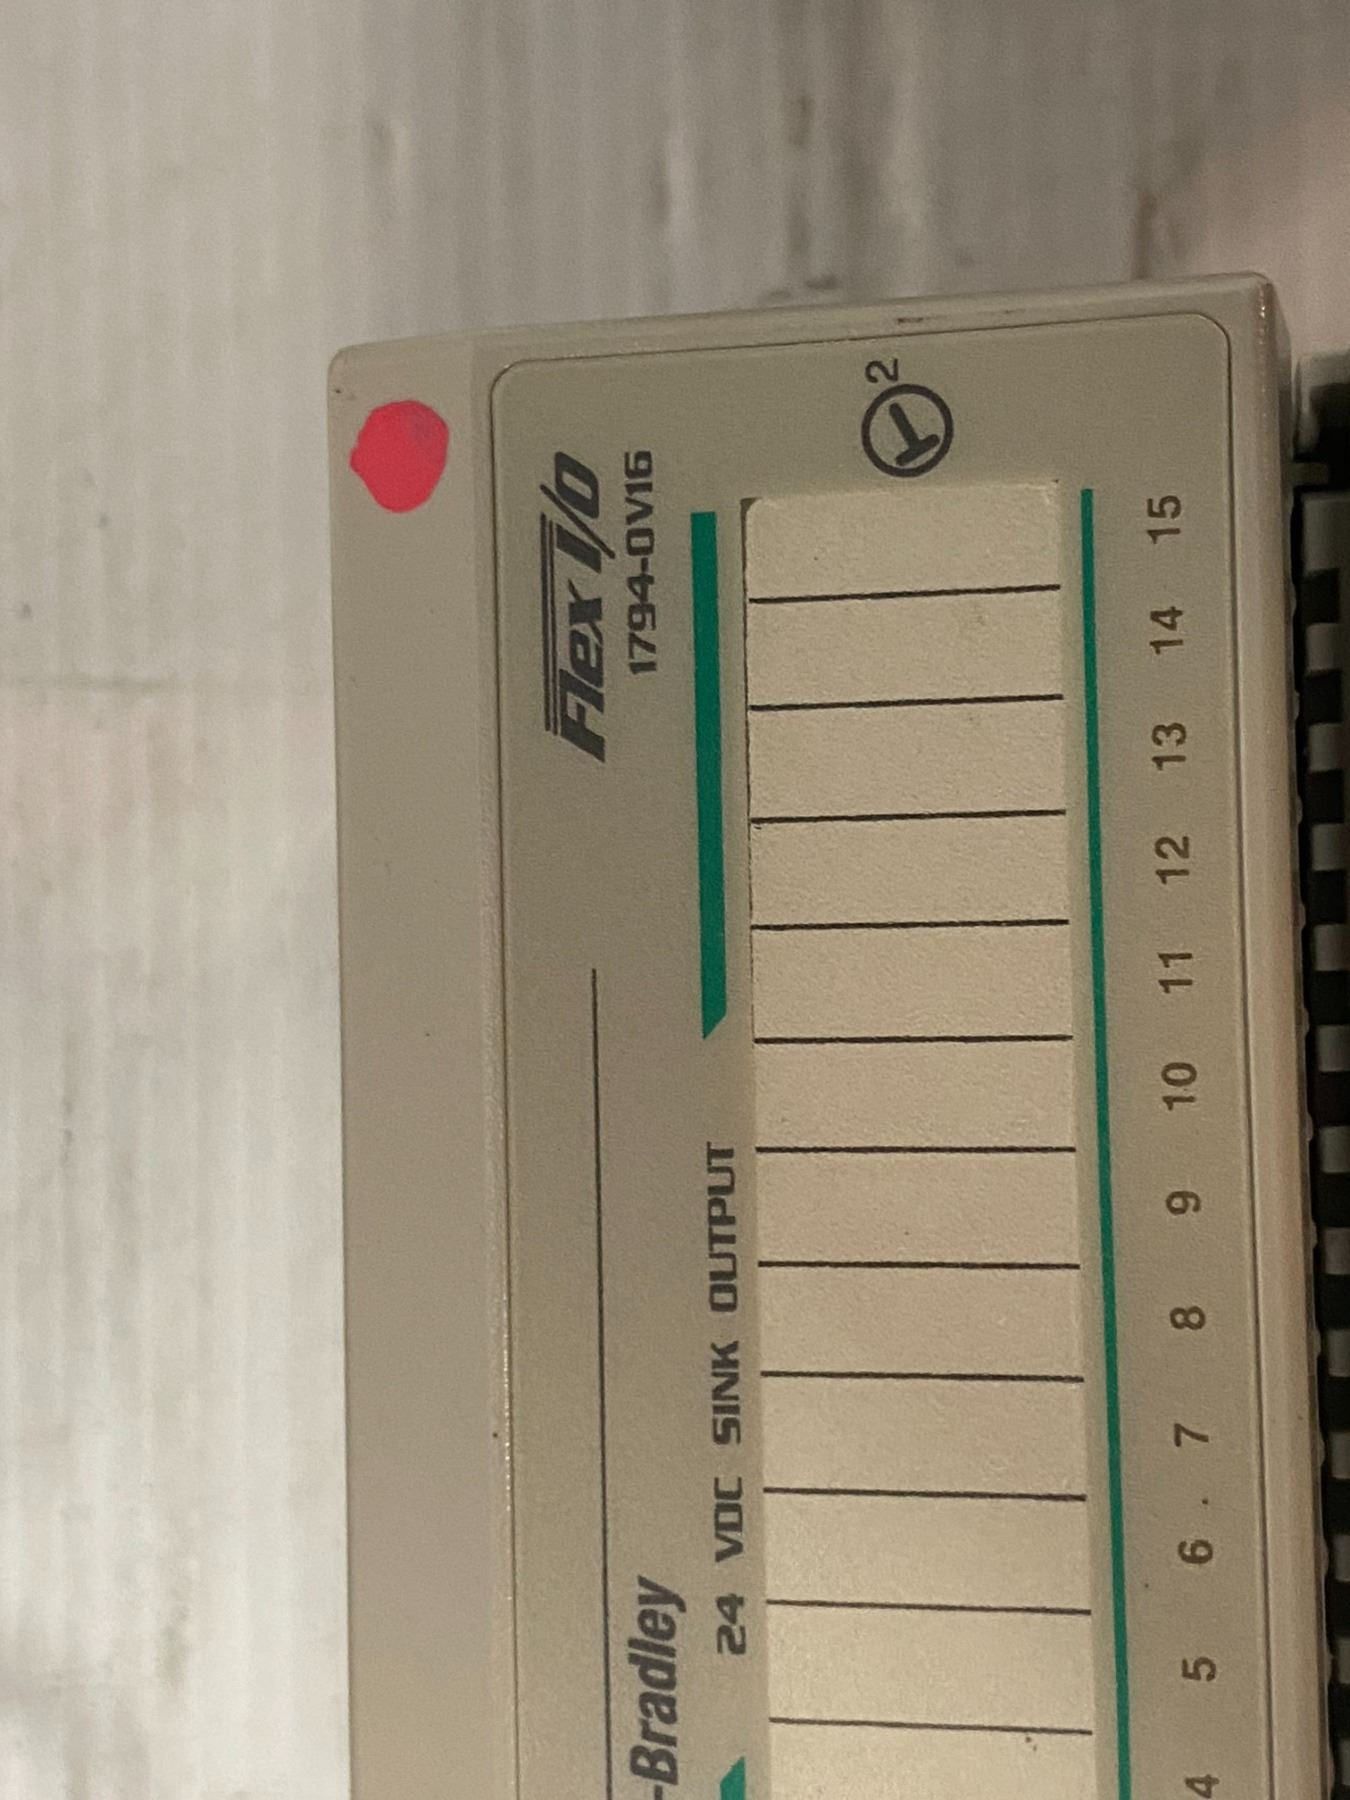 Flex I/O
1794-OV16
-Bradley
24 VDC SINK OUTPUT
2
4 5 6 . 7 8 9 10 11 12 13 14 15